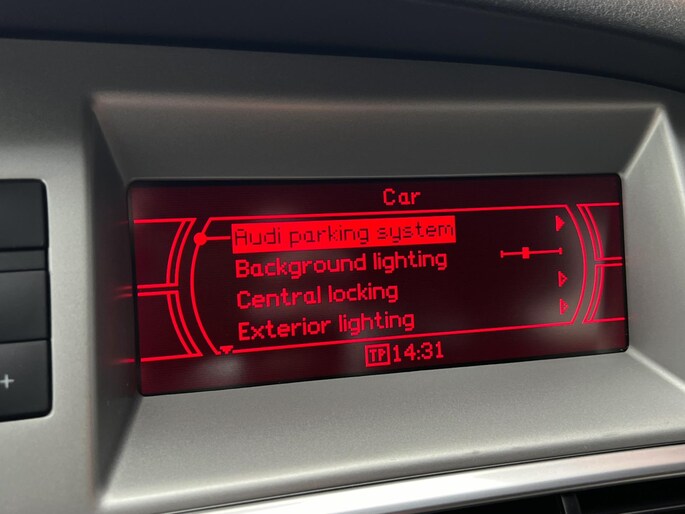 Car
Audi parking system
Background lighting
Central locking
Exterior lighting
TP 14:31
+